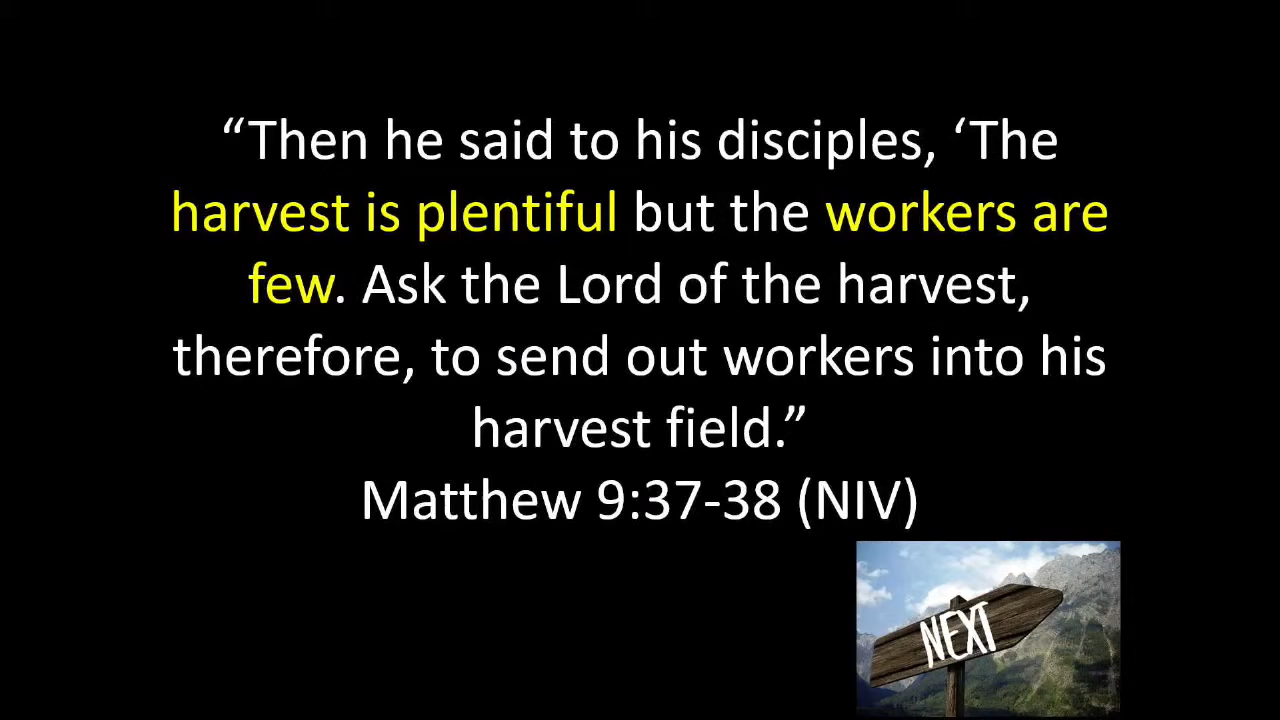 “Then he said to his disciples, ‘The
harvest is plentiful but the workers are
few. Ask the Lord of the harvest,
therefore, to send out workers into his
harvest field.”
Matthew 9:37-38 (NIV)
NEXT